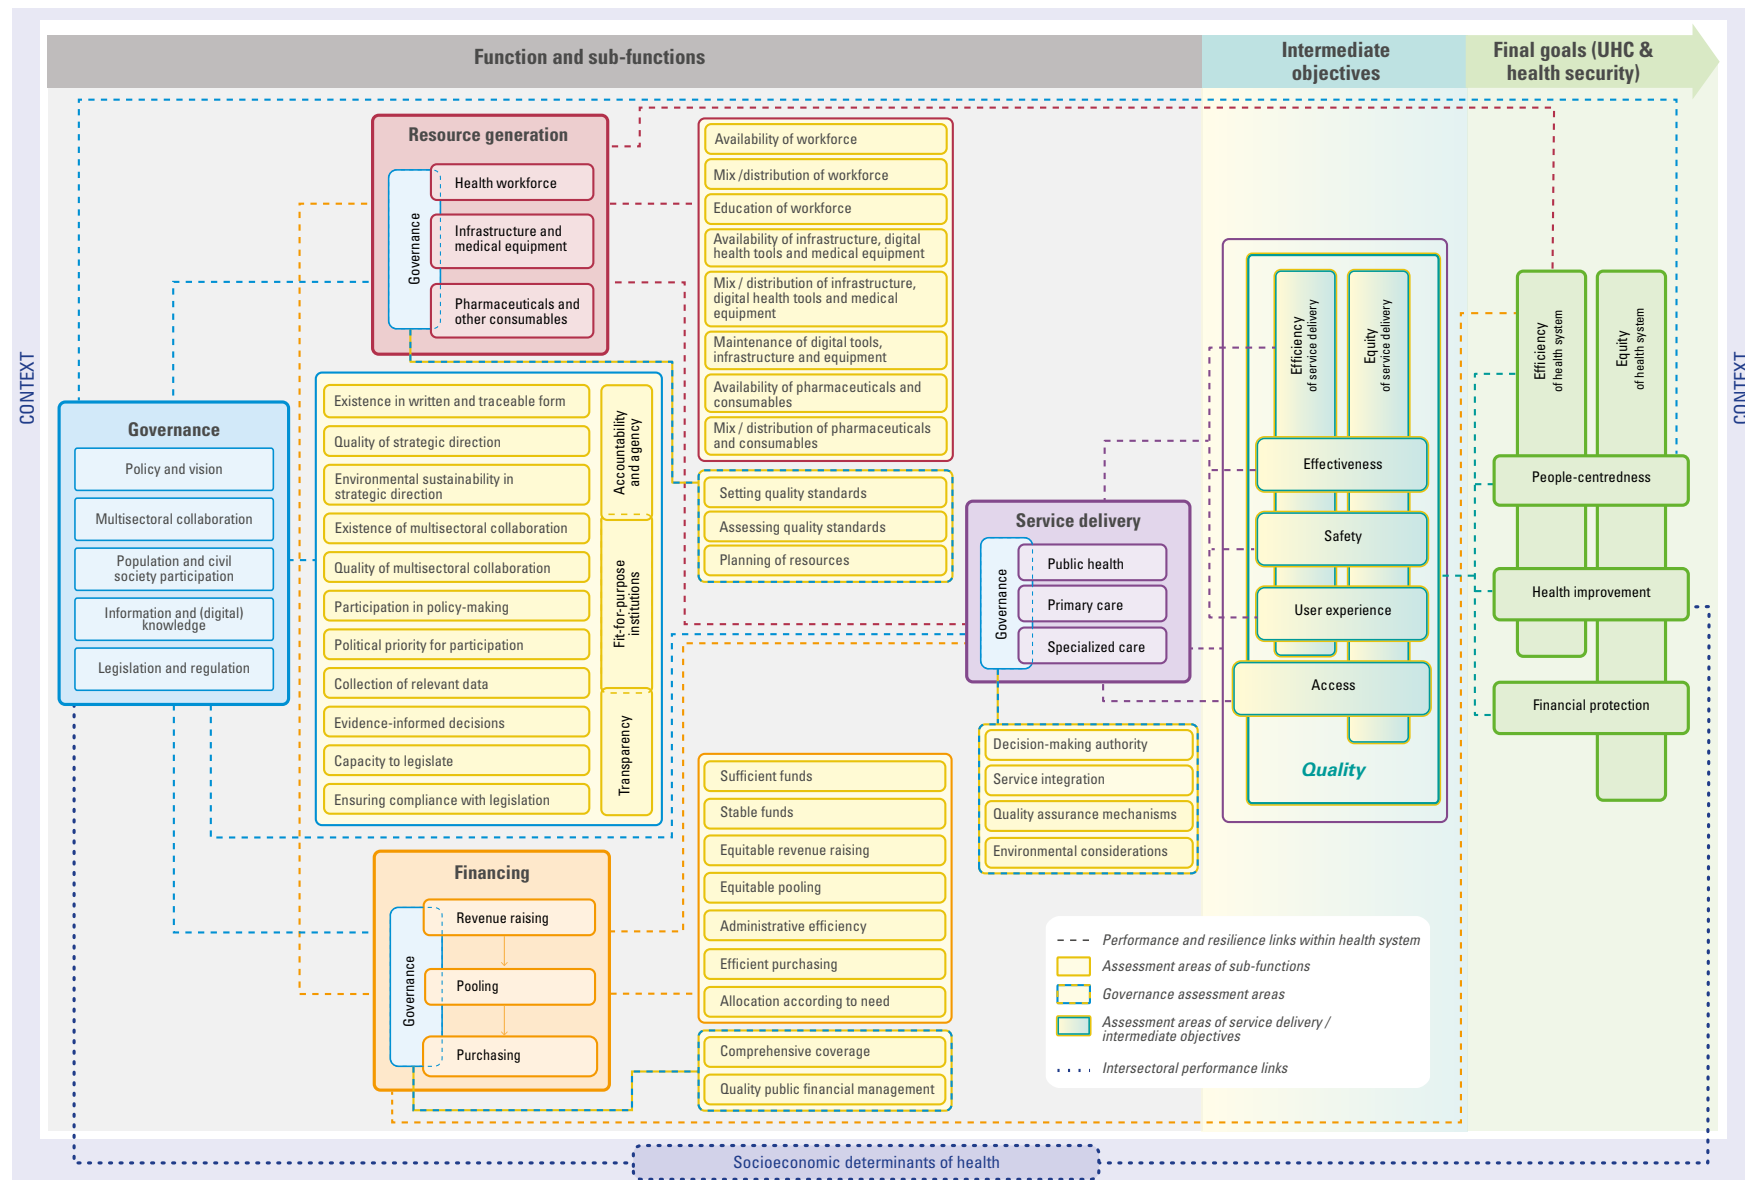 Function and sub-functions
Intermediate
objectives
Final goals (UHC &
health security)
CONTEXT
CONTEXT
Resource generation
Governance
Health workforce
Infrastructure and
medical equipment
Pharmaceuticals and
other consumables
Availability of workforce
Mix /distribution of workforce
Education of workforce
Availability of infrastructure, digital
health tools and medical equipment
Mix / distribution of infrastructure,
digital health tools and medical
equipment
Maintenance of digital tools,
infrastructure and equipment
Availability of pharmaceuticals and
consumables
Mix / distribution of pharmaceuticals
and consumables
Setting quality standards
Assessing quality standards
Planning of resources
Governance
Policy and vision
Multisectoral collaboration
Population and civil
society participation
Information and (digital)
knowledge
Legislation and regulation
Existence in written and traceable form
Quality of strategic direction
Environmental sustainability in
strategic direction
Existence of multisectoral collaboration
Quality of multisectoral collaboration
Participation in policy-making
Political priority for participation
Collection of relevant data
Evidence-informed decisions
Capacity to legislate
Ensuring compliance with legislation
Accountability
and agency
Fit-for-purpose
institutions
Transparency
Financing
Governance
Revenue raising
Pooling
Purchasing
Sufficient funds
Stable funds
Equitable revenue raising
Equitable pooling
Administrative efficiency
Efficient purchasing
Allocation according to need
Comprehensive coverage
Quality public financial management
Service delivery
Governance
Public health
Primary care
Specialized care
Decision-making authority
Service integration
Quality assurance mechanisms
Environmental considerations
Efficiency
of service delivery
Equity
of service delivery
Effectiveness
Safety
User experience
Access
Quality
Efficiency
of health system
Equity
of health system
People-centredness
Health improvement
Financial protection
Performance and resilience links within health system
Assessment areas of sub-functions
Governance assessment areas
Assessment areas of service delivery /
intermediate objectives
Intersectoral performance links
Socioeconomic determinants of health